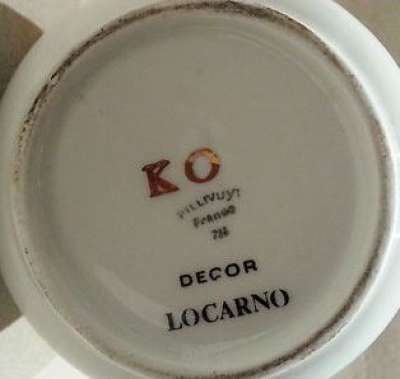 KO
PILLIVUYT
France
DECOR
LOCARNO